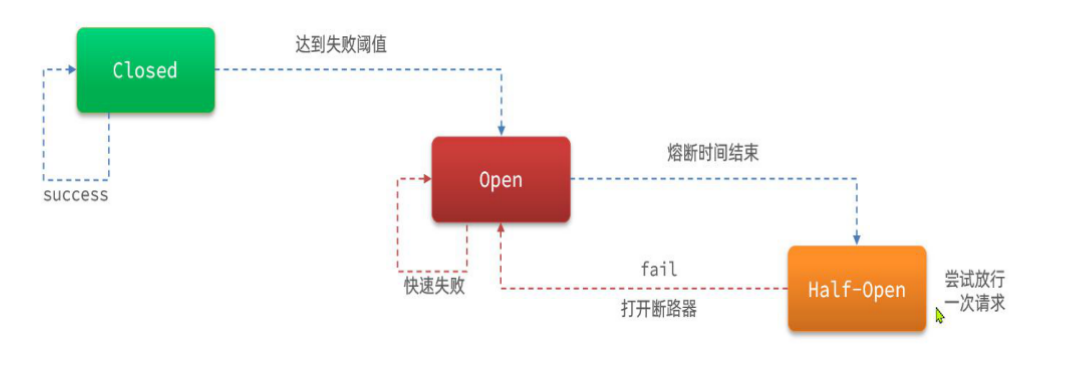 达到失败阈值
Closed
success
熔断时间结束
Open
快速失败
fail
打开断路器
Half-Open
尝试放行
一次请求